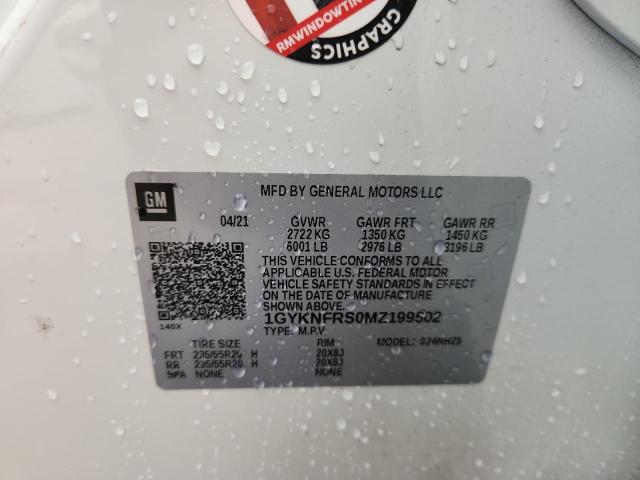 RMWINDOWTIN
GRAPHICS
GM
MFD BY GENERAL MOTORS LLC
04/21 GVWR GAWR FRT GAWR RR
2722 KG 1350 KG 1450 KG
6001 LB 2976 LB 3196 LB
THIS VEHICLE CONFORMS TO ALL
APPLICABLE U.S. FEDERAL MOTOR
VEHICLE SAFETY STANDARDS IN EFFECT
ON THE DATE OF MANUFACTURE
SHOWN ABOVE.
1GYKNFRS0MZ199502
140X
TYPE: M.P.V. MODEL: 026NH26
TIRE SIZE RIM
FRT 235/55R20 H 20X8J
RR 235/55R20 H 20X8J
SPA NONE NONE